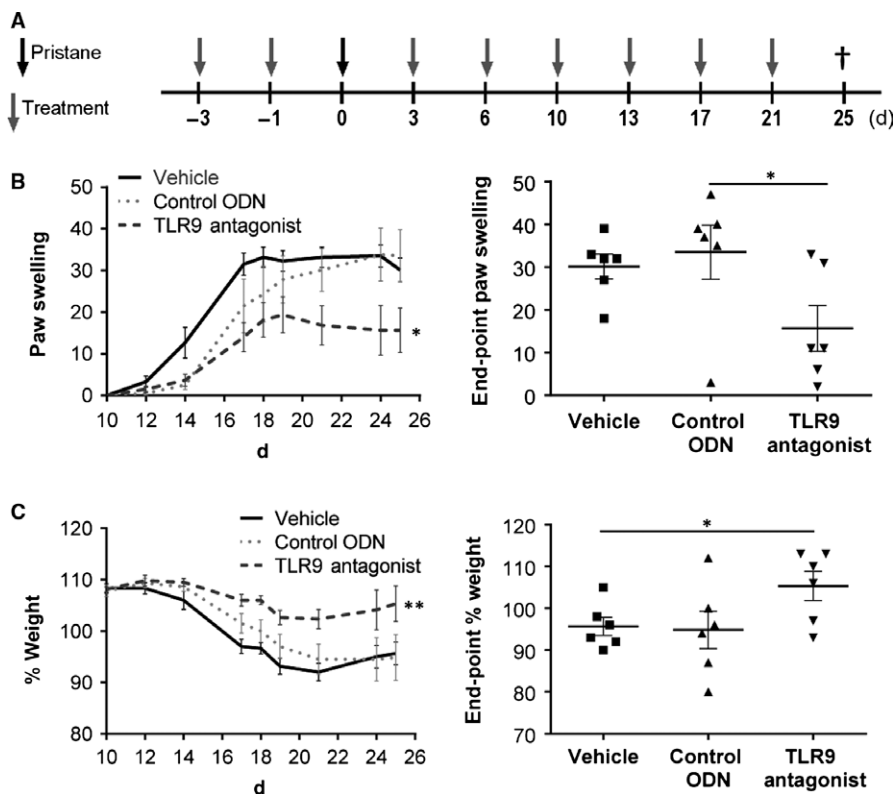 A
Pristane
Treatment
–3 –1 0 3 6 10 13 17 21 25 (d)
†
B
Vehicle
Control ODN
TLR9 antagonist
Paw swelling
50
40
30
20
10
0
10 12 14 16 18 20 22 24 26
d
*
End-point paw swelling
50
40
30
20
10
0
*
Vehicle Control TLR9
ODN antagonist
C
Vehicle
Control ODN
TLR9 antagonist
% Weight
120
110
100
90
80
10 12 14 16 18 20 22 24 26
d
**
End-point % weight
120
110
100
90
80
70
*
Vehicle Control TLR9
ODN antagonist